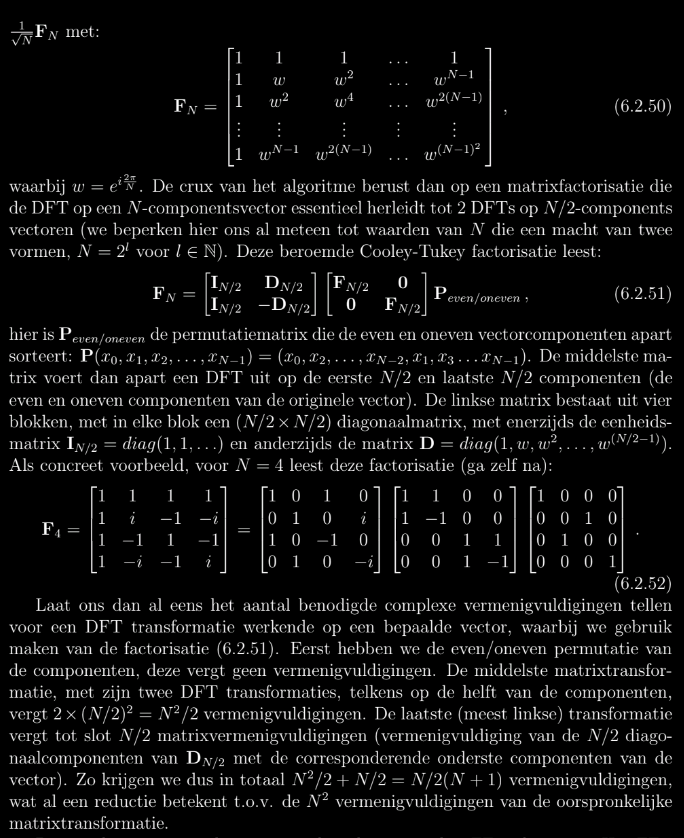 $\frac{1}{\sqrt{N}}\mathbf{F}_N$ met:
$$\mathbf{F}_N = \begin{bmatrix} 1 & 1 & 1 & \ldots & 1 \\ 1 & w & w^2 & \ldots & w^{N-1} \\ 1 & w^2 & w^4 & \ldots & w^{2(N-1)} \\ \vdots & \vdots & \vdots & \vdots & \vdots \\ 1 & w^{N-1} & w^{2(N-1)} & \ldots & w^{(N-1)^2} \end{bmatrix} , \quad (6.2.50)$$
waarbij $w = e^{i\frac{2\pi}{N}}$. De crux van het algoritme berust dan op een matrixfactorisatie die
de DFT op een $N$-componentsvector essentieel herleidt tot 2 DFTs op $N/2$-components
vectoren (we beperken hier ons al meteen tot waarden van $N$ die een macht van twee
vormen, $N = 2^l$ voor $l \in \mathbb{N}$). Deze beroemde Cooley-Tukey factorisatie leest:
$$\mathbf{F}_N = \begin{bmatrix} \mathbf{I}_{N/2} & \mathbf{D}_{N/2} \\ \mathbf{I}_{N/2} & -\mathbf{D}_{N/2} \end{bmatrix} \begin{bmatrix} \mathbf{F}_{N/2} & \mathbf{0} \\ \mathbf{0} & \mathbf{F}_{N/2} \end{bmatrix} \mathbf{P}_{even/oneven} , \quad (6.2.51)$$
hier is $\mathbf{P}_{even/oneven}$ de permutatiematrix die de even en oneven vectorcomponenten apart
sorteert: $\mathbf{P}(x_0, x_1, x_2, \ldots, x_{N-1}) = (x_0, x_2, \ldots, x_{N-2}, x_1, x_3 \ldots x_{N-1})$. De middelste ma-
trix voert dan apart een DFT uit op de eerste $N/2$ en laatste $N/2$ componenten (de
even en oneven componenten van de originele vector). De linkse matrix bestaat uit vier
blokken, met in elke blok een $(N/2 \times N/2)$ diagonaalmatrix, met enerzijds de eenheids-
matrix $\mathbf{I}_{N/2} = diag(1, 1, \ldots)$ en anderzijds de matrix $\mathbf{D} = diag(1, w, w^2, \ldots, w^{(N/2-1)})$.
Als concreet voorbeeld, voor $N = 4$ leest deze factorisatie (ga zelf na):
$$\mathbf{F}_4 = \begin{bmatrix} 1 & 1 & 1 & 1 \\ 1 & i & -1 & -i \\ 1 & -1 & 1 & -1 \\ 1 & -i & -1 & i \end{bmatrix} = \begin{bmatrix} 1 & 0 & 1 & 0 \\ 0 & 1 & 0 & i \\ 1 & 0 & -1 & 0 \\ 0 & 1 & 0 & -i \end{bmatrix} \begin{bmatrix} 1 & 1 & 0 & 0 \\ 1 & -1 & 0 & 0 \\ 0 & 0 & 1 & 1 \\ 0 & 0 & 1 & -1 \end{bmatrix} \begin{bmatrix} 1 & 0 & 0 & 0 \\ 0 & 0 & 1 & 0 \\ 0 & 1 & 0 & 0 \\ 0 & 0 & 0 & 1 \end{bmatrix} .$$
(6.2.52)
Laat ons dan al eens het aantal benodigde complexe vermenigvuldigingen tellen
voor een DFT transformatie werkende op een bepaalde vector, waarbij we gebruik
maken van de factorisatie (6.2.51). Eerst hebben we de even/oneven permutatie van
de componenten, deze vergt geen vermenigvuldigingen. De middelste matrixtransfor-
matie, met zijn twee DFT transformaties, telkens op de helft van de componenten,
vergt $2 \times (N/2)^2 = N^2/2$ vermenigvuldigingen. De laatste (meest linkse) transformatie
vergt tot slot $N/2$ matrixvermenigvuldigingen (vermenigvuldiging van de $N/2$ diago-
naalcomponenten van $\mathbf{D}_{N/2}$ met de corresponderende onderste componenten van de
vector). Zo krijgen we dus in totaal $N^2/2 + N/2 = N/2(N + 1)$ vermenigvuldigingen,
wat al een reductie betekent t.o.v. de $N^2$ vermenigvuldigingen van de oorspronkelijke
matrixtransformatie.